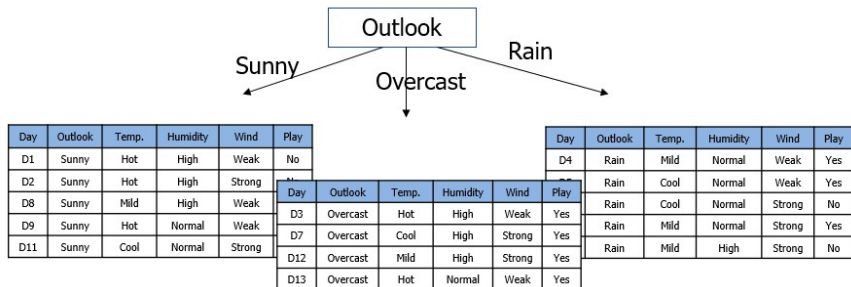 Outlook
Sunny
Overcast
Rain
Day Outlook Temp. Humidity Wind Play
D1 Sunny Hot High Weak No
D2 Sunny Hot High Strong
D8 Sunny Mild High Weak
D9 Sunny Hot Normal Weak
D11 Sunny Cool Normal Strong
Day Outlook Temp. Humidity Wind Play
D3 Overcast Hot High Weak Yes
D7 Overcast Cool High Strong Yes
D12 Overcast Mild High Strong Yes
D13 Overcast Hot Normal Weak Yes
Day Outlook Temp. Humidity Wind Play
D4 Rain Mild Normal Weak Yes
Rain Cool Normal Weak Yes
Rain Cool Normal Strong No
Rain Mild Normal Strong Yes
Rain Mild High Strong No